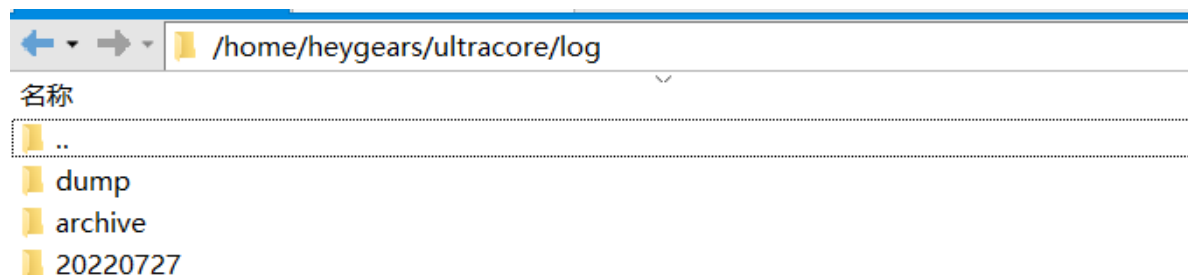 /home/heygears/ultracore/log
名称
..
dump
archive
20220727